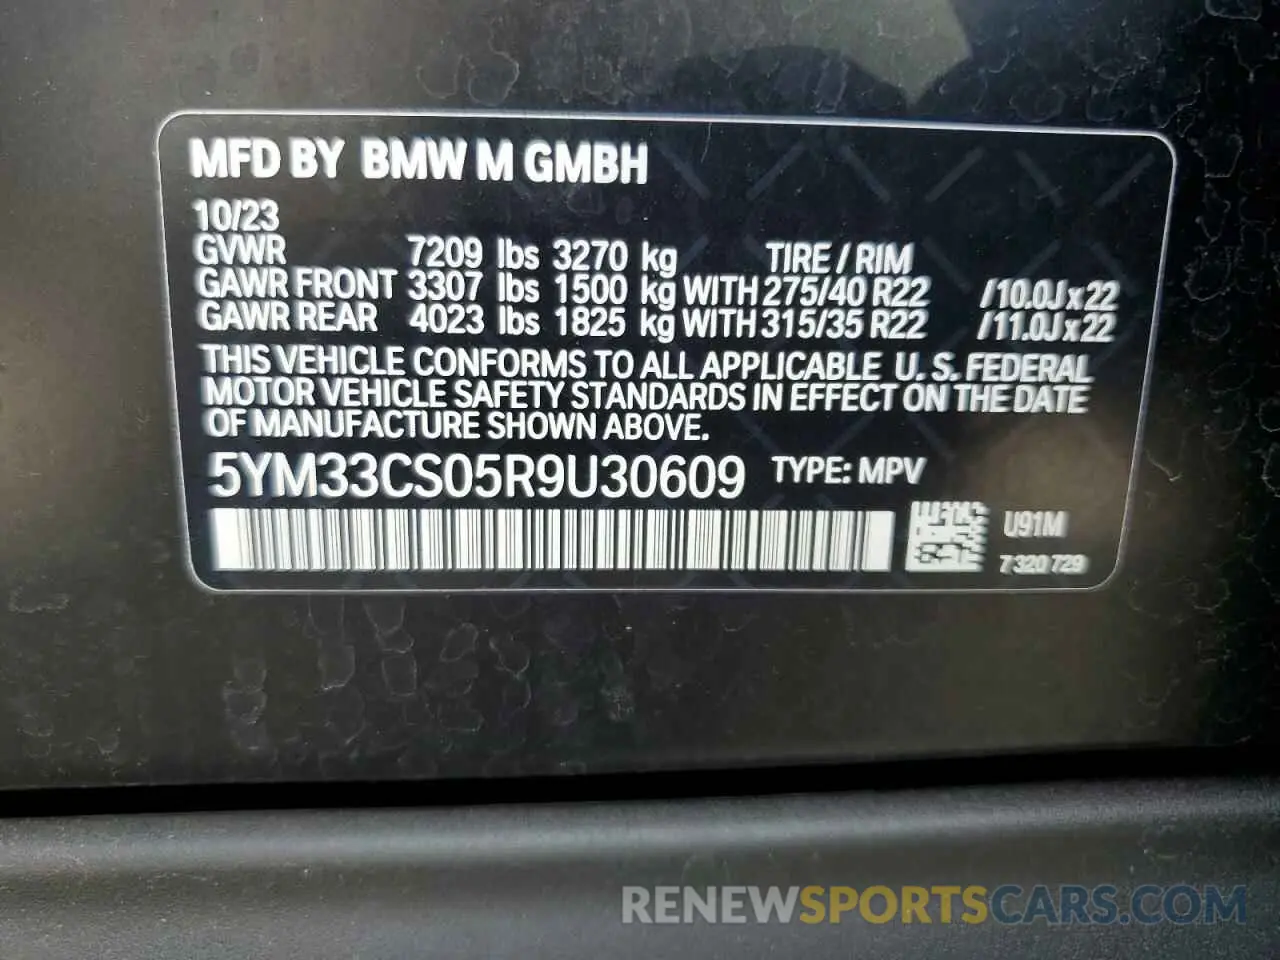 MFD BY BMW M GMBH
10/23
GVWR 7209 lbs 3270 kg TIRE / RIM
GAWR FRONT 3307 lbs 1500 kg WITH 275/40 R22 /10.0J x 22
GAWR REAR 4023 lbs 1825 kg WITH 315/35 R22 /11.0J x 22
THIS VEHICLE CONFORMS TO ALL APPLICABLE U. S. FEDERAL
MOTOR VEHICLE SAFETY STANDARDS IN EFFECT ON THE DATE
OF MANUFACTURE SHOWN ABOVE.
5YM33CS05R9U30609 TYPE: MPV
U91M
7 320 729
RENEWSPORTSCARS.COM